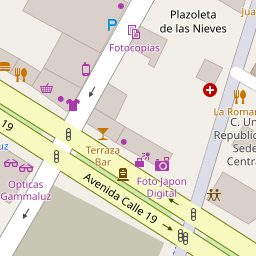 Plazoleta
de las Nieves
Jua
P
Fotocopias
La Roma
C. Un
Republic
Sede
Centra
19
Terraza
Bar
uz
Opticas
Gammaluz
Foto Japon
Digital
Avenida Calle 19